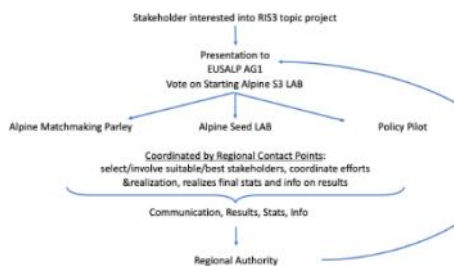 Stakeholder interested into RIS3 topic project
Presentation to
EUSALP AG1
Vote on Starting Alpine S3 LAB
Alpine Matchmaking Parley
Alpine Seed LAB
Policy Pilot
Coordinated by Regional Contact Points:
select/involve suitable/best stakeholders, coordinate efforts
&realization, realizes final stats and info on results
Communication, Results, Stats, Info
Regional Authority